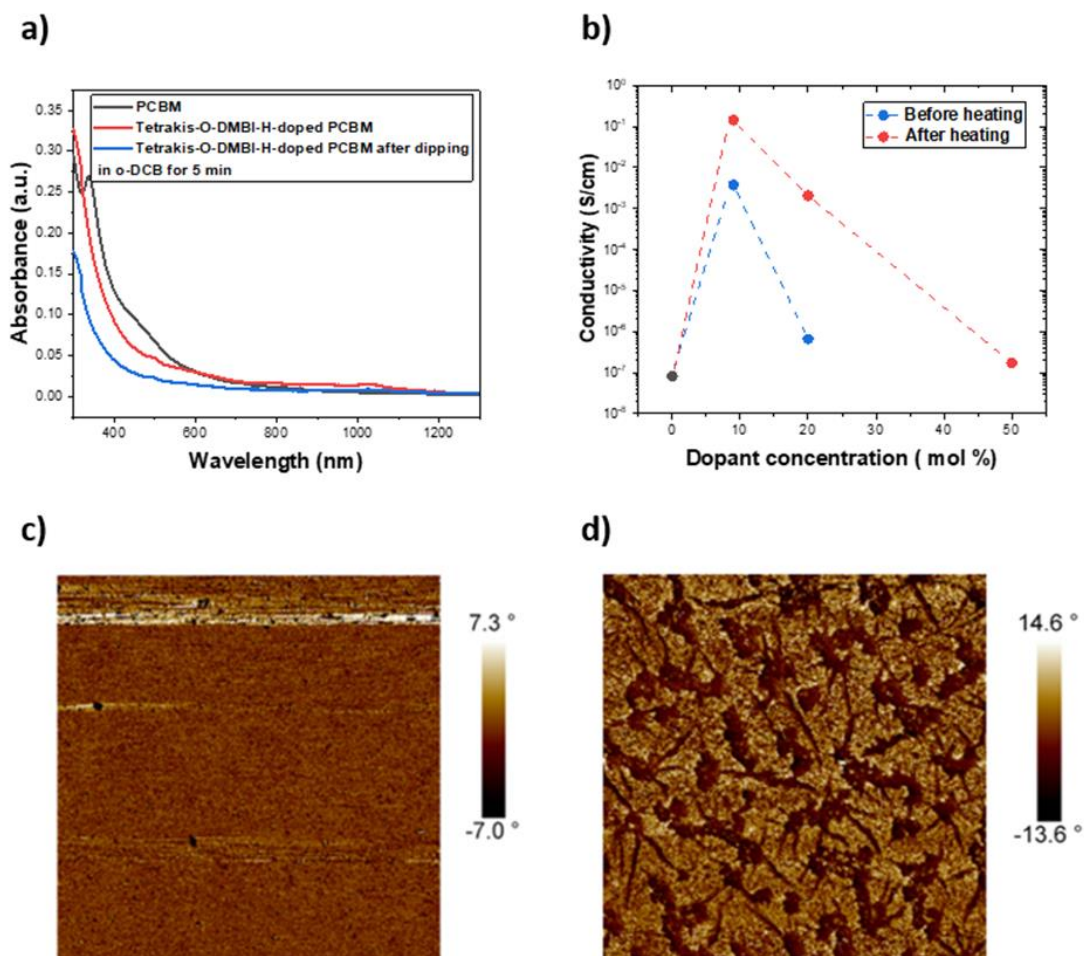 a)
0.35
0.30
0.25
0.20
0.15
0.10
0.05
0.00
Absorbance (a.u.)
PCBM
Tetrakis-O-DMBI-H-doped PCBM
Tetrakis-O-DMBI-H-doped PCBM after dipping
in o-DCB for 5 min
400 600 800 1000 1200
Wavelength (nm)
b)
10⁰
10⁻¹
10⁻²
10⁻³
10⁻⁴
10⁻⁵
10⁻⁶
10⁻⁷
10⁻⁸
Conductivity (S/cm)
Before heating
After heating
0 10 20 30 40 50
Dopant concentration ( mol %)
c)
7.3 °
-7.0 °
d)
14.6 °
-13.6 °